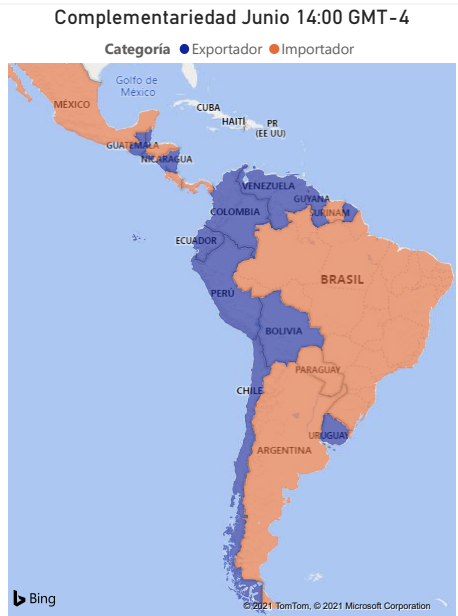 Complementariedad Junio 14:00 GMT-4
Categoría Exportador Importador
Golfo de
México
MÉXICO
CUBA
HAITÍ
PR
(EE UU)
GUATEMALA
NICARAGUA
VENEZUELA
GUYANA
COLOMBIA
SURINAM
ECUADOR
BRASIL
PERÚ
BOLIVIA
PARAGUAY
CHILE
URUGUAY
ARGENTINA
Bing
© 2021 TomTom, © 2021 Microsoft Corporation